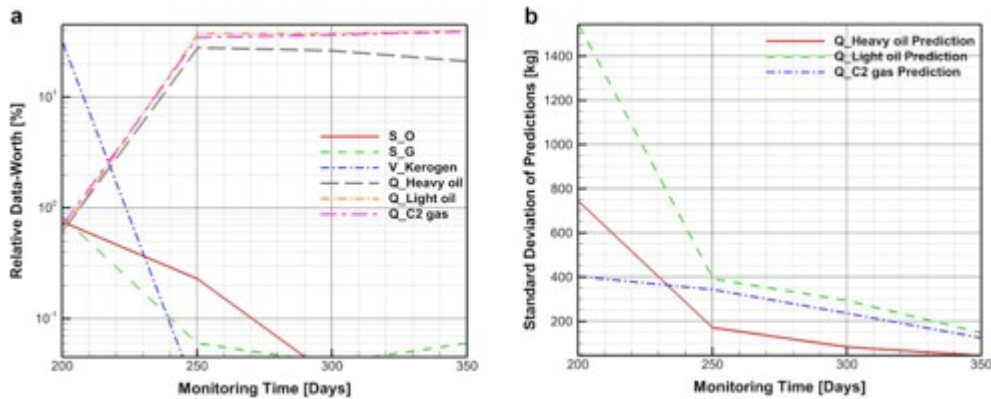 a
Relative Data-Worth [%]
10¹
10⁰
10⁻¹
S_O
S_G
V_Kerogen
Q_Heavy oil
Q_Light oil
Q_C2 gas
200
250
300
350
Monitoring Time [Days]
b
Standard Deviation of Predictions [kg]
1400
1200
1000
800
600
400
200
Q_Heavy oil Prediction
Q_Light oil Prediction
Q_C2 gas Prediction
200
250
300
350
Monitoring Time [Days]